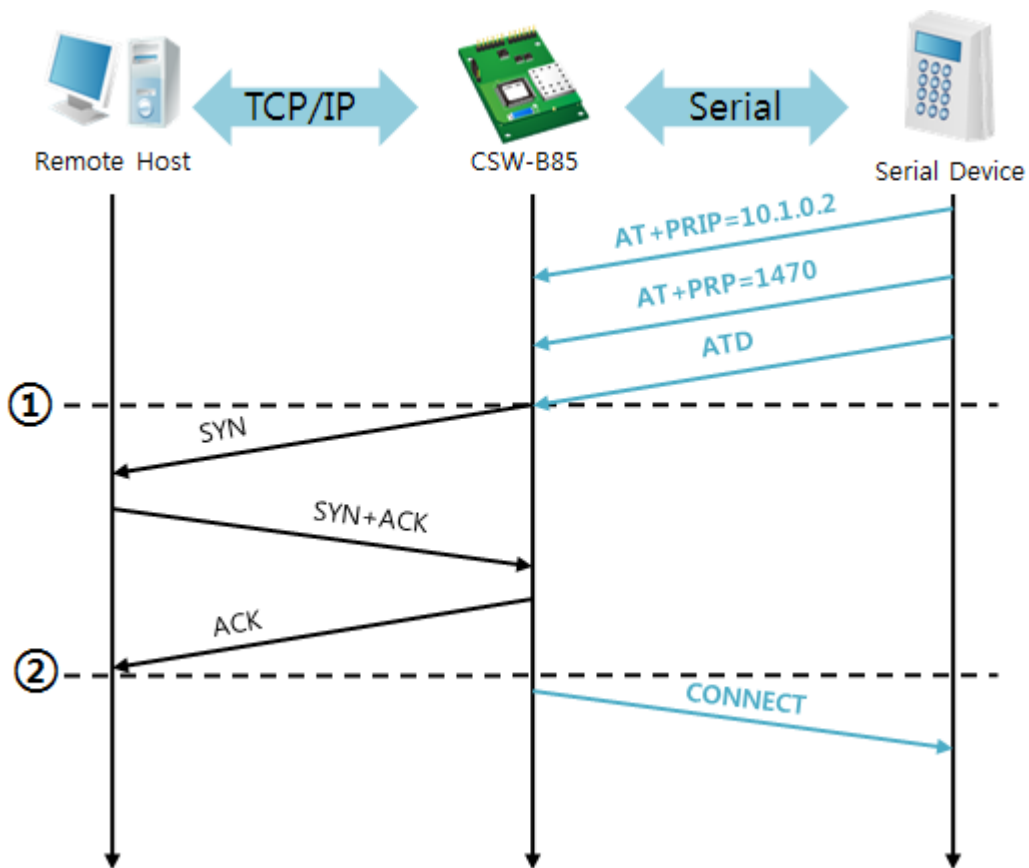 TCP/IP
Serial
Remote Host
CSW-B85
Serial Device
AT+PRIP=10.1.0.2
AT+PRP=1470
ATD
①
SYN
SYN+ACK
ACK
②
CONNECT